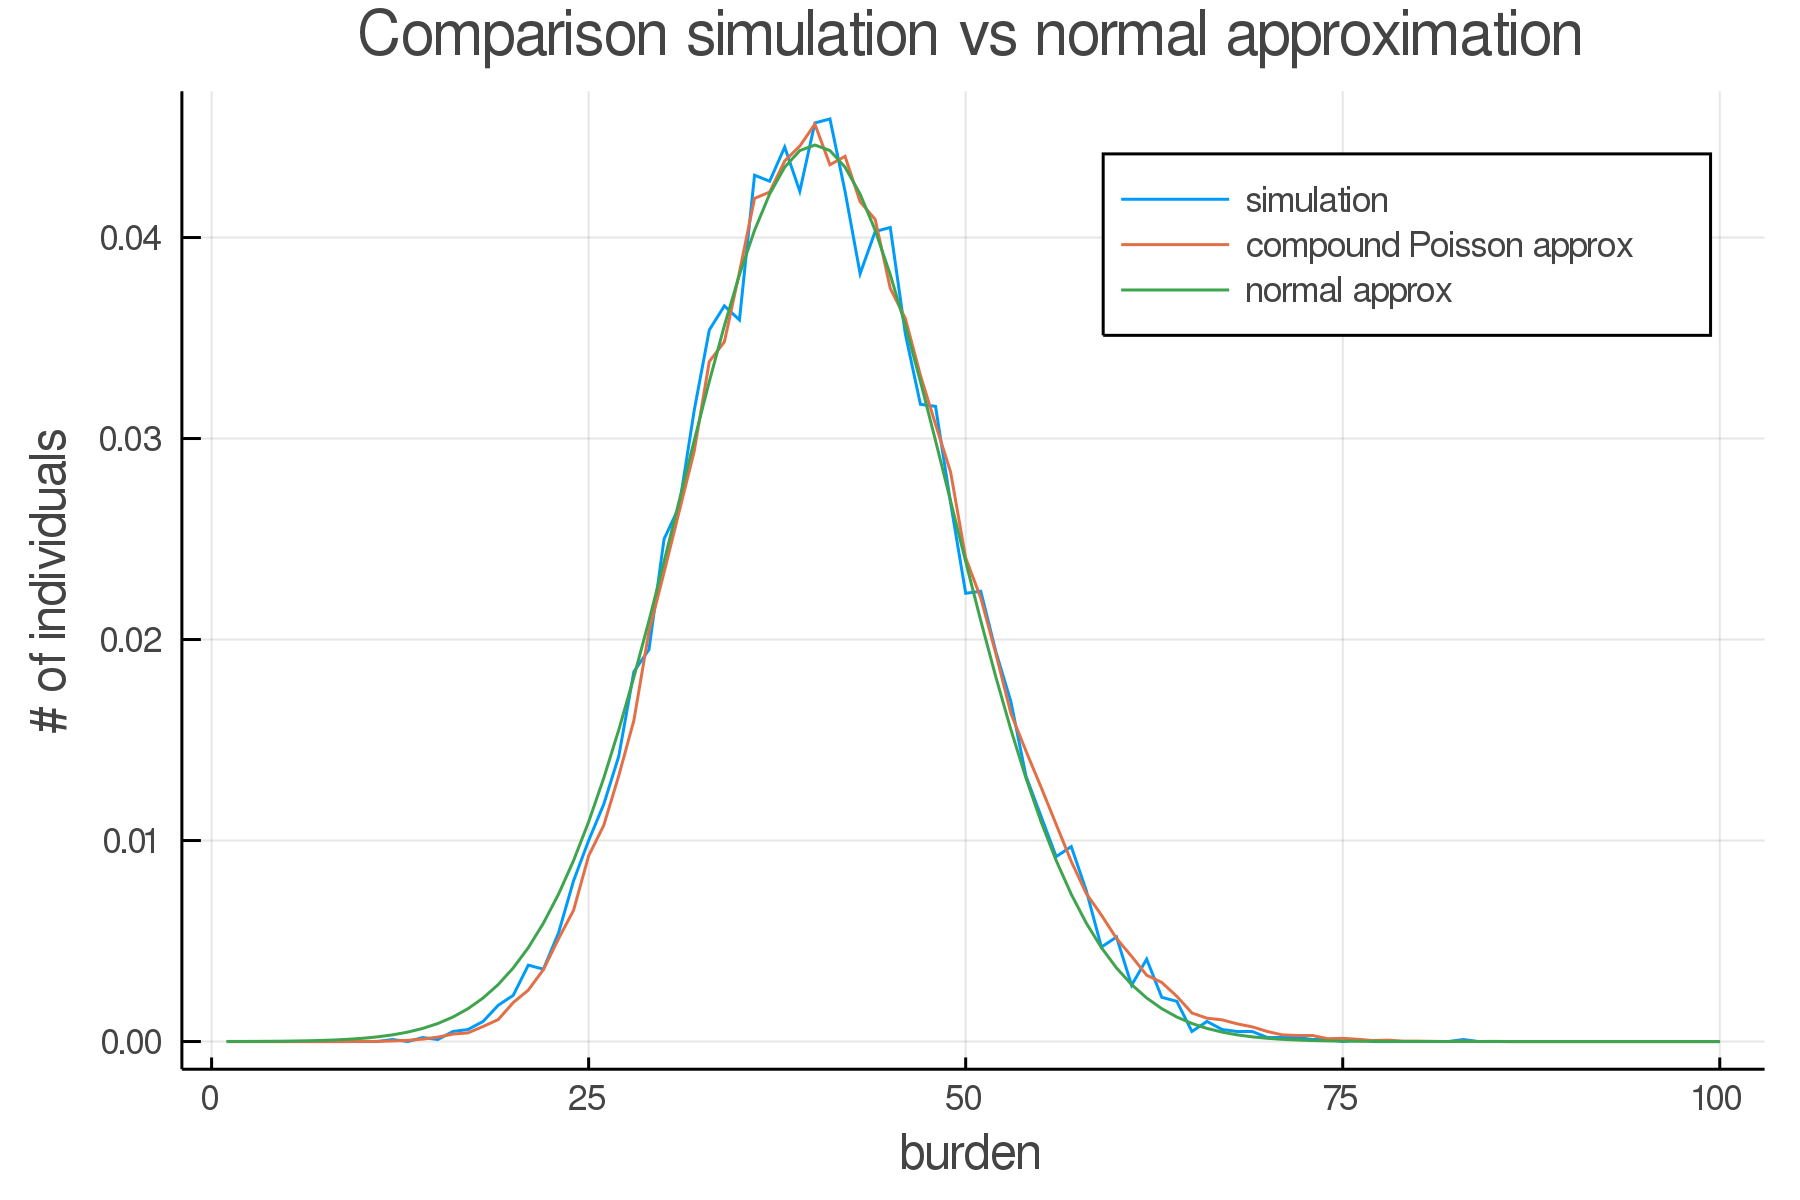 Comparison simulation vs normal approximation
simulation
compound Poisson approx
normal approx
# of individuals
0.04
0.03
0.02
0.01
0.00
0 25 50 75 100
burden